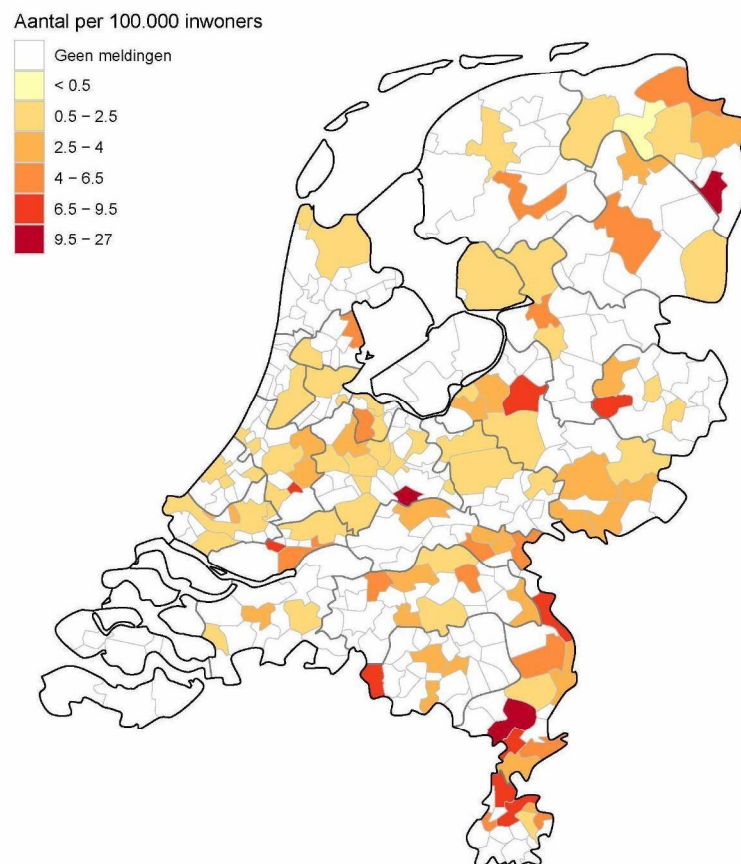 Aantal per 100.000 inwoners
Geen meldingen
< 0.5
0.5 – 2.5
2.5 – 4
4 – 6.5
6.5 – 9.5
9.5 – 27